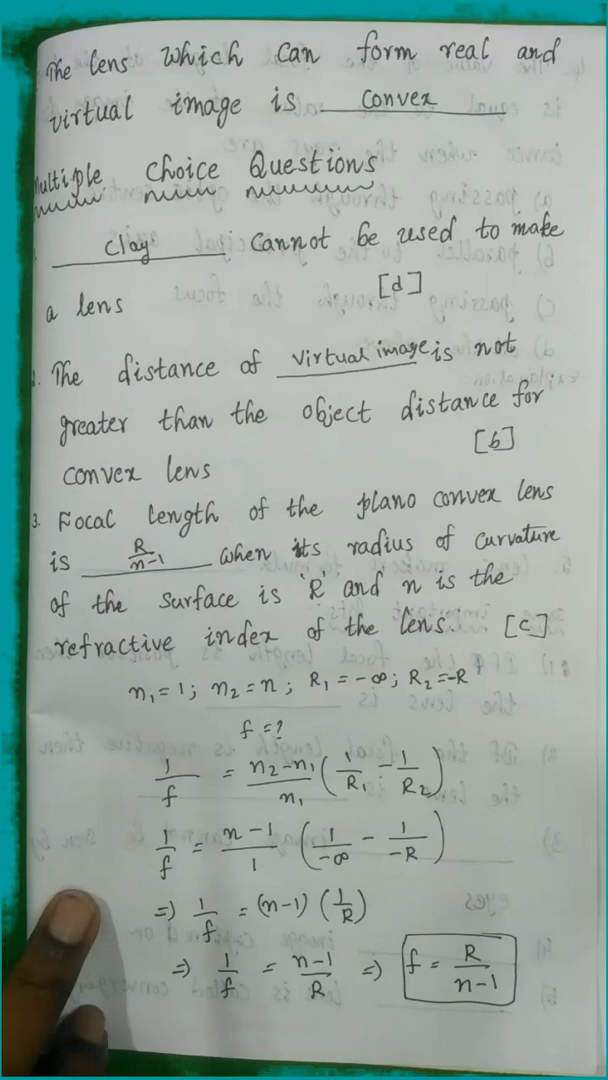 The lens which can form real and
virtual image is convex
Multiple choice Questions
clay cannot be used to make
a lens [d]
2. The distance of virtual image is not
greater than the object distance for
convex lens [b]
3. Focal length of the plano convex lens
is R/n-1 when its radius of curvature
of the surface is 'R' and n is the
refractive index of the lens. [c]
n₁ = 1; n₂ = n; R₁ = -∞; R₂ = -R
f = ?
1/f = n₂-n₁/n₁ (1/R₁ - 1/R₂)
1/f = n-1/1 (1/-∞ - 1/-R)
=> 1/f = (n-1) (1/R)
=> 1/f = n-1/R => f = R/n-1